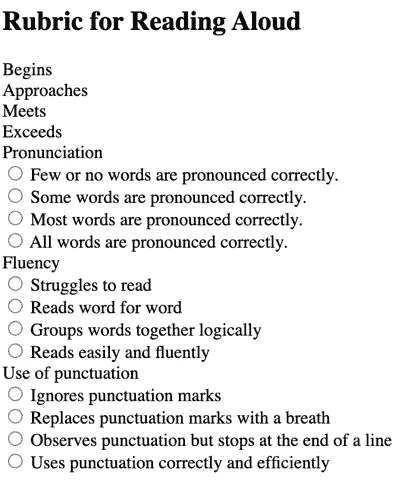 Rubric for Reading Aloud
Begins
Approaches
Meets
Exceeds
Pronunciation
Few or no words are pronounced correctly.
Some words are pronounced correctly.
Most words are pronounced correctly.
All words are pronounced correctly.
Fluency
Struggles to read
Reads word for word
Groups words together logically
Reads easily and fluently
Use of punctuation
Ignores punctuation marks
Replaces punctuation marks with a breath
Observes punctuation but stops at the end of a line
Uses punctuation correctly and efficiently